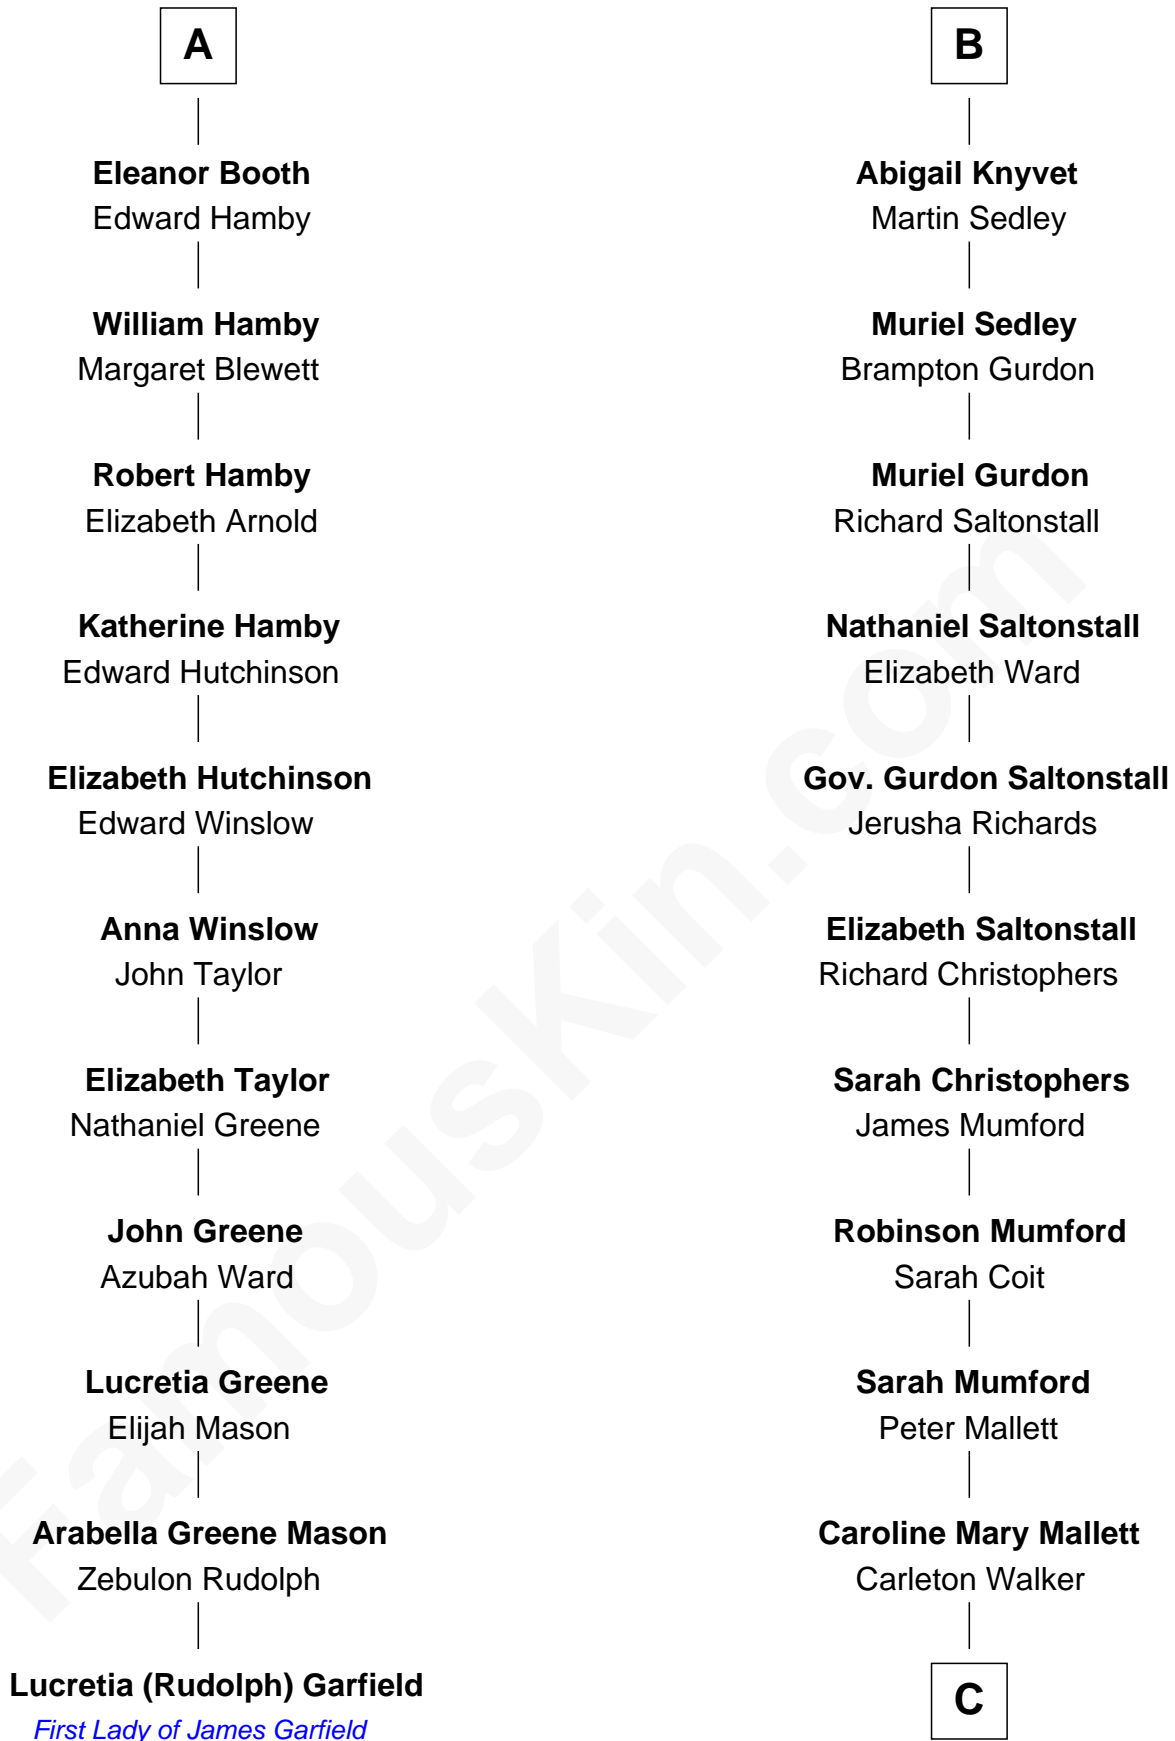 A
Eleanor Booth
Edward Hamby
William Hamby
Margaret Blewett
Robert Hamby
Elizabeth Arnold
Katherine Hamby
Edward Hutchinson
Elizabeth Hutchinson
Edward Winslow
Anna Winslow
John Taylor
Elizabeth Taylor
Nathaniel Greene
John Greene
Azubah Ward
Lucretia Greene
Elijah Mason
Arabella Greene Mason
Zebulon Rudolph
Lucretia (Rudolph) Garfield
First Lady of James Garfield
B
Abigail Knyvet
Martin Sedley
Muriel Sedley
Brampton Gurdon
Muriel Gurdon
Richard Saltonstall
Nathaniel Saltonstall
Elizabeth Ward
Gov. Gurdon Saltonstall
Jerusha Richards
Elizabeth Saltonstall
Richard Christophers
Sarah Christophers
James Mumford
Robinson Mumford
Sarah Coit
Sarah Mumford
Peter Mallett
Caroline Mary Mallett
Carleton Walker
C
FamousKin.com